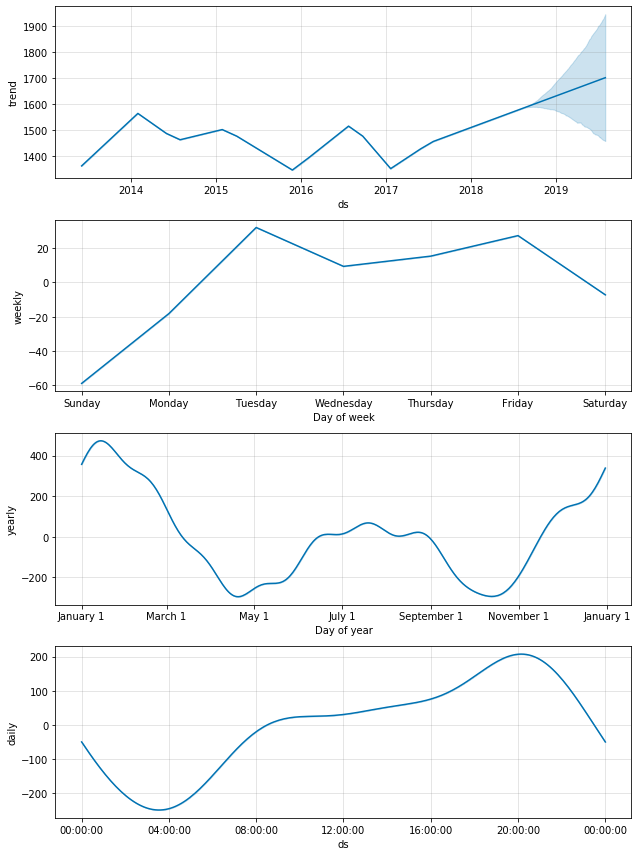 1900
1800
1700
1600
1500
1400
trend
2014 2015 2016 2017 2018 2019
ds
20
0
−20
−40
−60
weekly
Sunday Monday Tuesday Wednesday Thursday Friday Saturday
Day of week
400
200
0
−200
yearly
January 1 March 1 May 1 July 1 September 1 November 1 January 1
Day of year
200
100
0
−100
−200
daily
00:00:00 04:00:00 08:00:00 12:00:00 16:00:00 20:00:00 00:00:00
ds